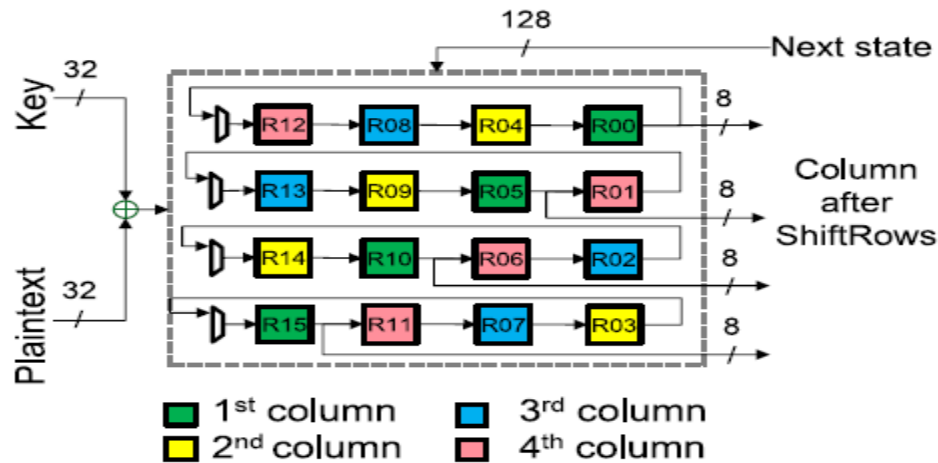 128
Next state
32
Key
8
R12 R08 R04 R00
R13 R09 R05 R01
8
Column
after
ShiftRows
R14 R10 R06 R02
8
32
Plaintext
R15 R11 R07 R03
8
1st column
3rd column
2nd column
4th column